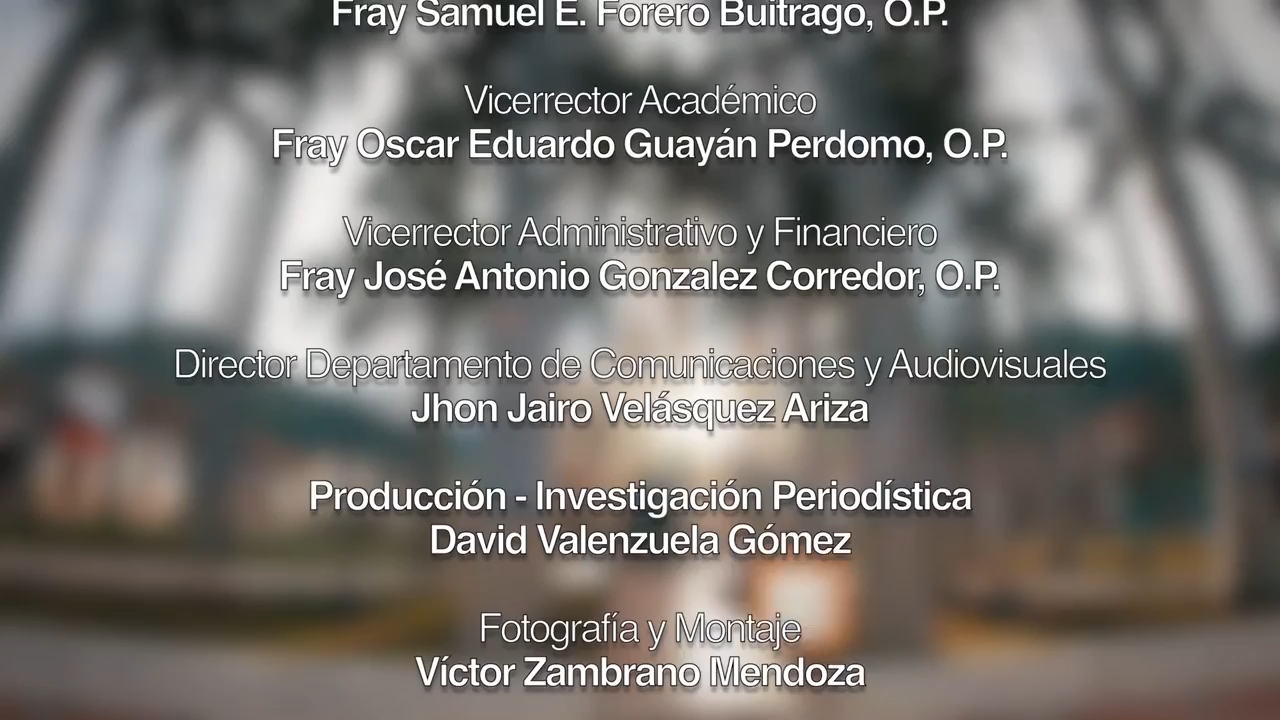 Fray Samuel E. Forero Buitrago, O.P.
Vicerrector Académico
Fray Oscar Eduardo Guayán Perdomo, O.P.
Vicerrector Administrativo y Financiero
Fray José Antonio Gonzalez Corredor, O.P.
Director Departamento de Comunicaciones y Audiovisuales
Jhon Jairo Velásquez Ariza
Producción - Investigación Periodística
David Valenzuela Gómez
Fotografía y Montaje
Víctor Zambrano Mendoza